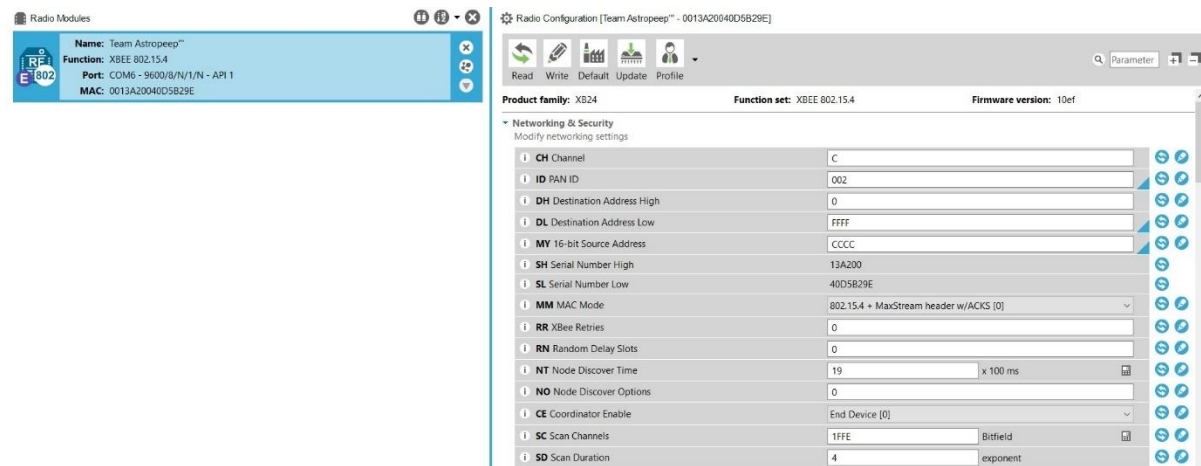 Radio Modules
Name: Team Astropeep""
Function: XBEE 802.15.4
Port: COM6 - 9600/8/N/1/N - API 1
MAC: 0013A20040D5B29E
RF
E 802
Radio Configuration [Team Astropeep"" - 0013A20040D5B29E]
Read Write Default Update Profile
Parameter
Product family: XB24 Function set: XBEE 802.15.4 Firmware version: 10ef
Networking & Security
Modify networking settings
i CH Channel C
i ID PAN ID 002
i DH Destination Address High 0
i DL Destination Address Low FFFF
i MY 16-bit Source Address CCCC
i SH Serial Number High 13A200
i SL Serial Number Low 40D5B29E
i MM MAC Mode 802.15.4 + MaxStream header w/ACKS [0]
i RR XBee Retries 0
i RN Random Delay Slots 0
i NT Node Discover Time 19 x 100 ms
i NO Node Discover Options 0
i CE Coordinator Enable End Device [0]
i SC Scan Channels 1FFE Bitfield
i SD Scan Duration 4 exponent